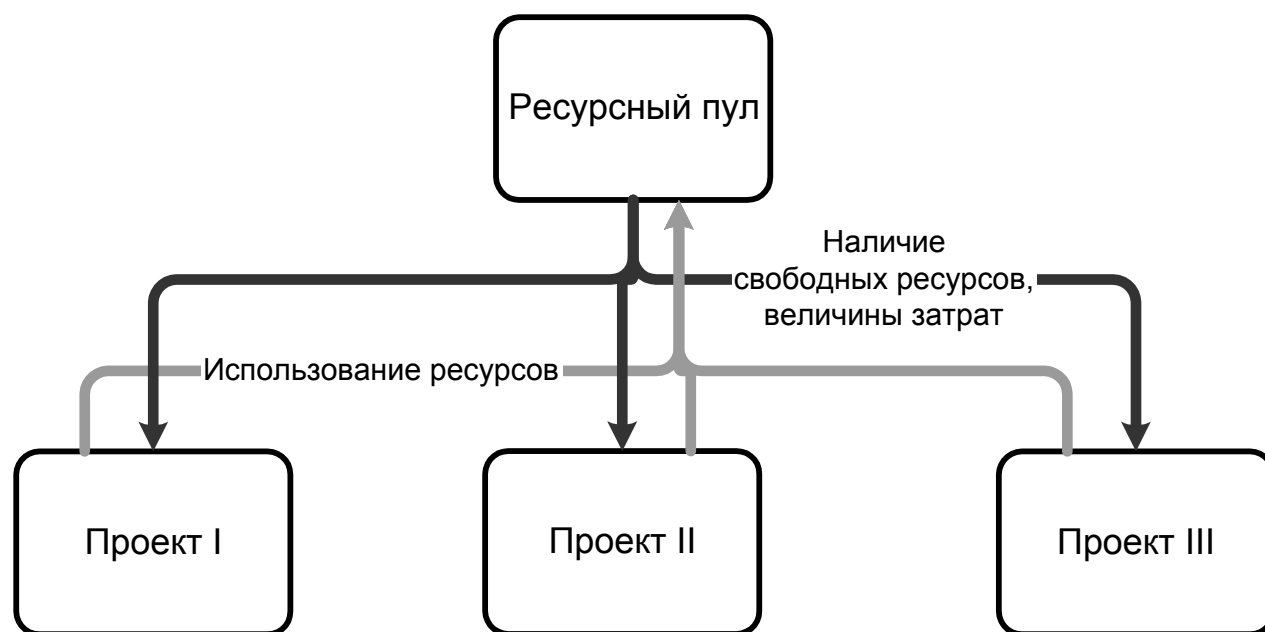 Ресурсный пул
Наличие
свободных ресурсов,
величины затрат
Использование ресурсов
Проект I
Проект II
Проект III